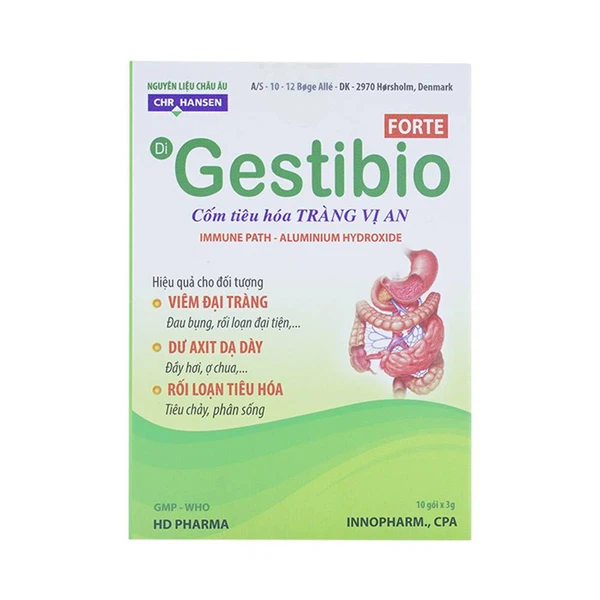 NGUYÊN LIỆU CHÂU ÂU
CHR HANSEN
A/S - 10 - 12 Bøge Allé - DK - 2970 Hørsholm, Denmark
FORTE
Di Gestibio
Cốm tiêu hóa TRÀNG VỊ AN
IMMUNE PATH - ALUMINIUM HYDROXIDE
Hiệu quả cho đối tượng
VIÊM ĐẠI TRÀNG
Đau bụng, rối loạn đại tiện,...
DƯ AXIT DẠ DÀY
Đầy hơi, ợ chua,...
RỐI LOẠN TIÊU HÓA
Tiêu chảy, phân sống
GMP - WHO
HD PHARMA
10 gói x 3g
INNOPHARM., CPA